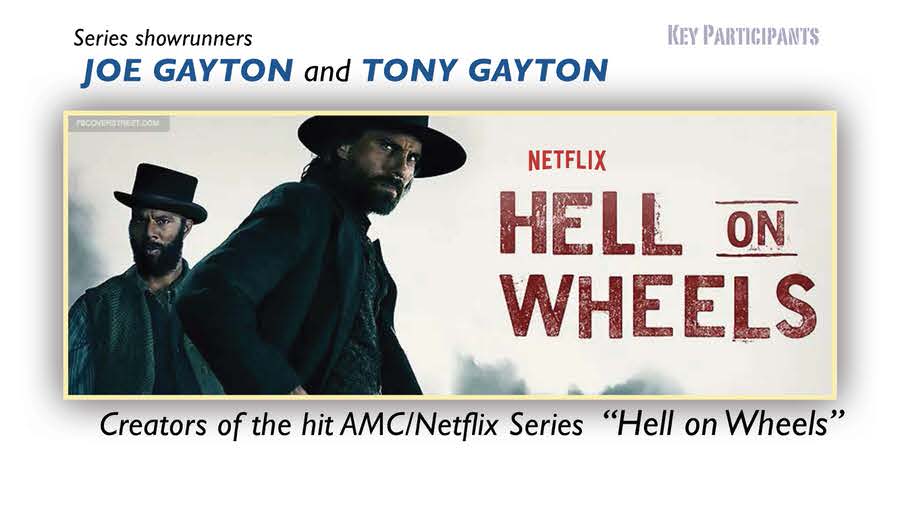 Series showrunners
KEY PARTICIPANTS
JOE GAYTON and TONY GAYTON
FBCOVERSTREET.COM
NETFLIX
HELL ON
WHEELS
Creators of the hit AMC/Netflix Series “Hell on Wheels”